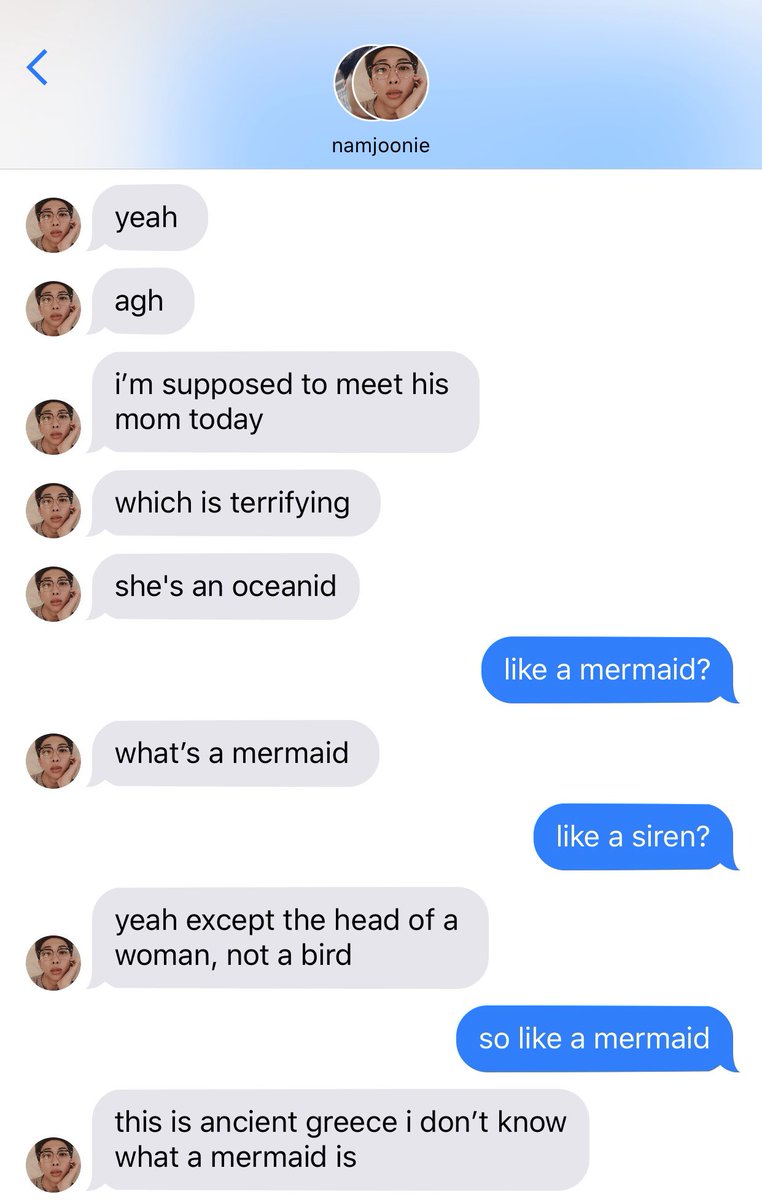 namjoonie
yeah
agh
i’m supposed to meet his
mom today
which is terrifying
she's an oceanid
like a mermaid?
what’s a mermaid
like a siren?
yeah except the head of a
woman, not a bird
so like a mermaid
this is ancient greece i don’t know
what a mermaid is